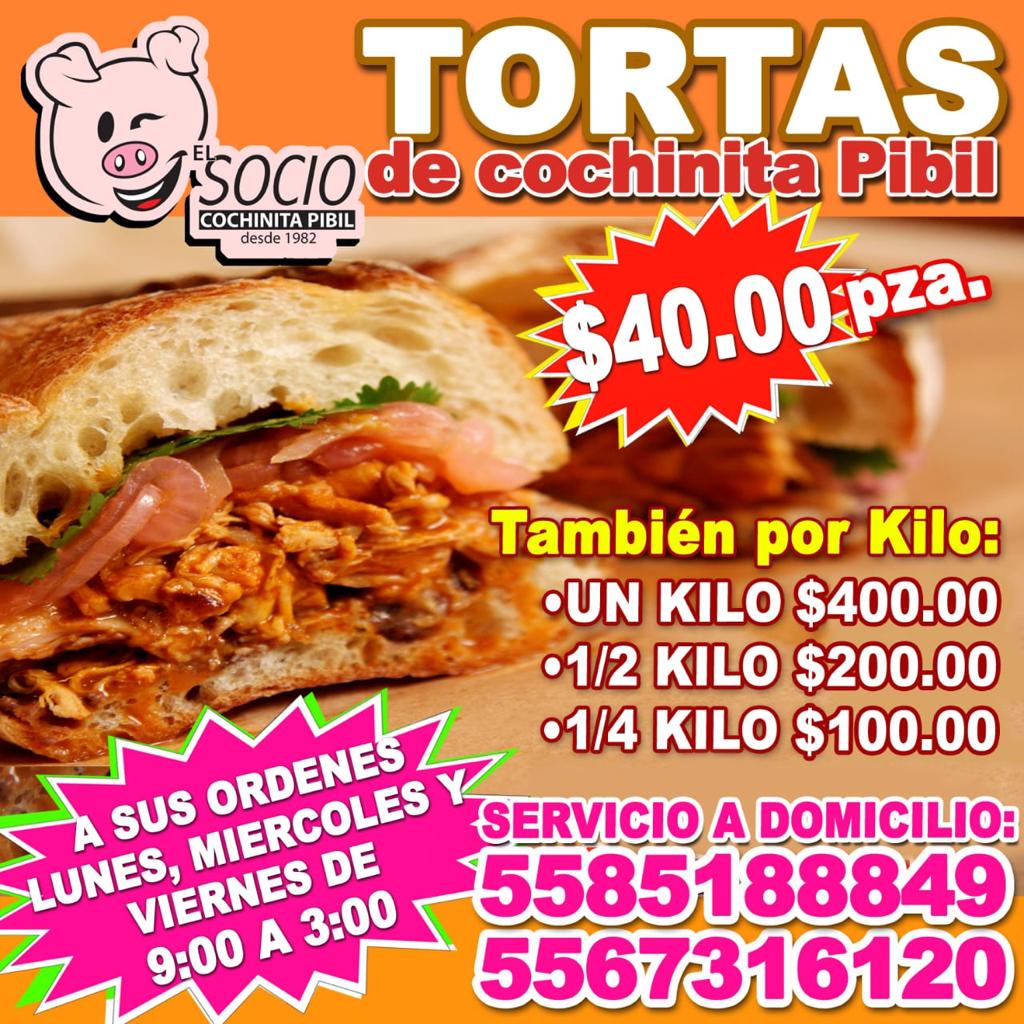 EL SOCIO
COCHINITA PIBIL
desde 1982
TORTAS
de cochinita Pibil
$40.00 pza.
También por Kilo:
•UN KILO $400.00
•1/2 KILO $200.00
•1/4 KILO $100.00
A SUS ORDENES
LUNES, MIERCOLES Y
VIERNES DE
9:00 A 3:00
SERVICIO A DOMICILIO:
5585188849
5567316120